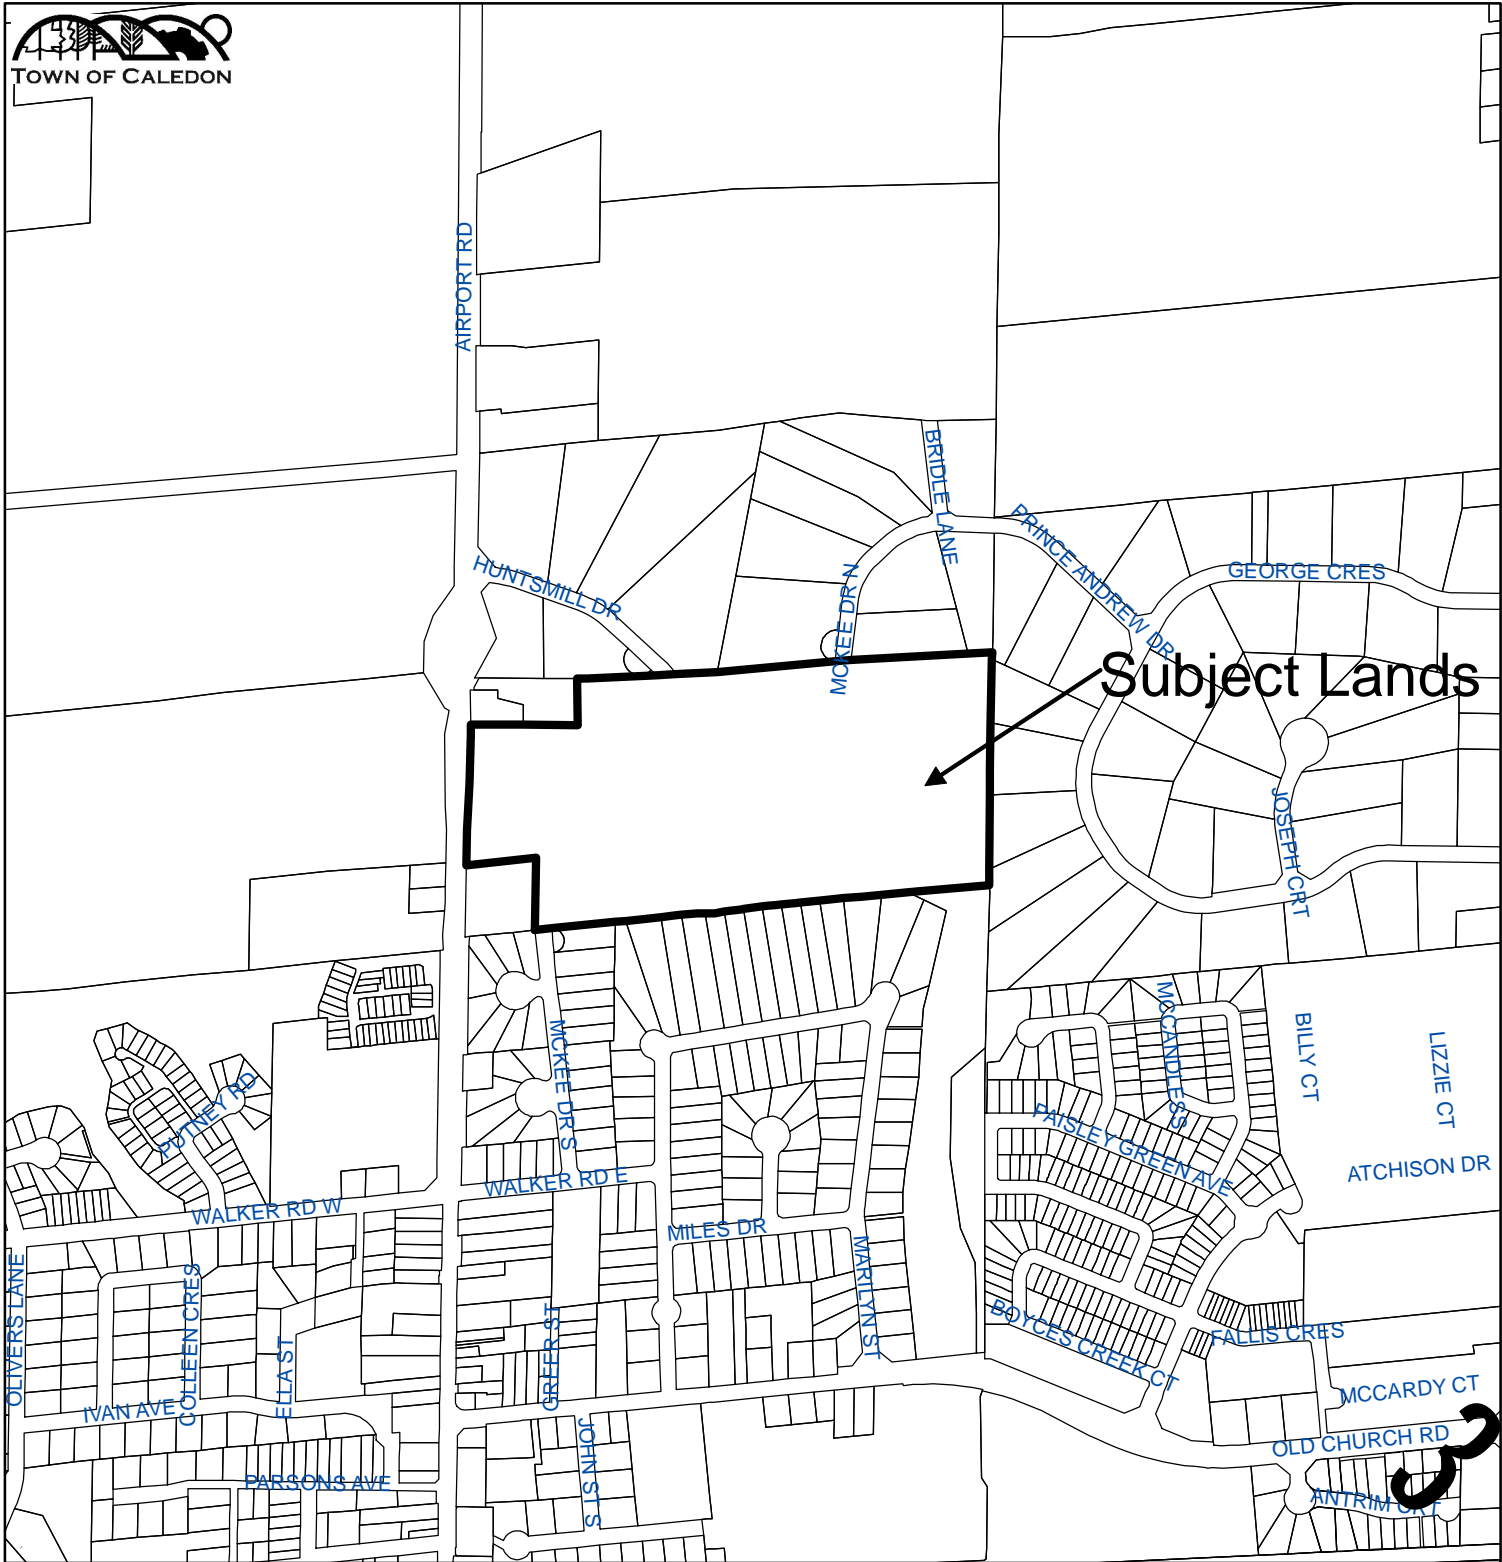 TOWN OF CALEDON
AIRPORT RD
BRIDLE LANE
PRINCE ANDREW DR
GEORGE CRES
HUNTSMILL DR
MCKEE DR N
Subject Lands
JOSEPH CRT
MCKEE DR S
MCCANDLESS
BILLY CT
LIZZIE CT
PUTNEY RD
PAISLEY GREEN AVE
ATCHISON DR
WALKER RD E
WALKER RD W
MILES DR
MARILYN ST
OLIVERS LANE
COLLEEN CRES
ELLA ST
GREER ST
BOYCES CREEK CT
FALLIS CRES
MCCARDY CT
IVAN AVE
OLD CHURCH RD
JOHN ST S
PARSONS AVE
ANTRIM CRT